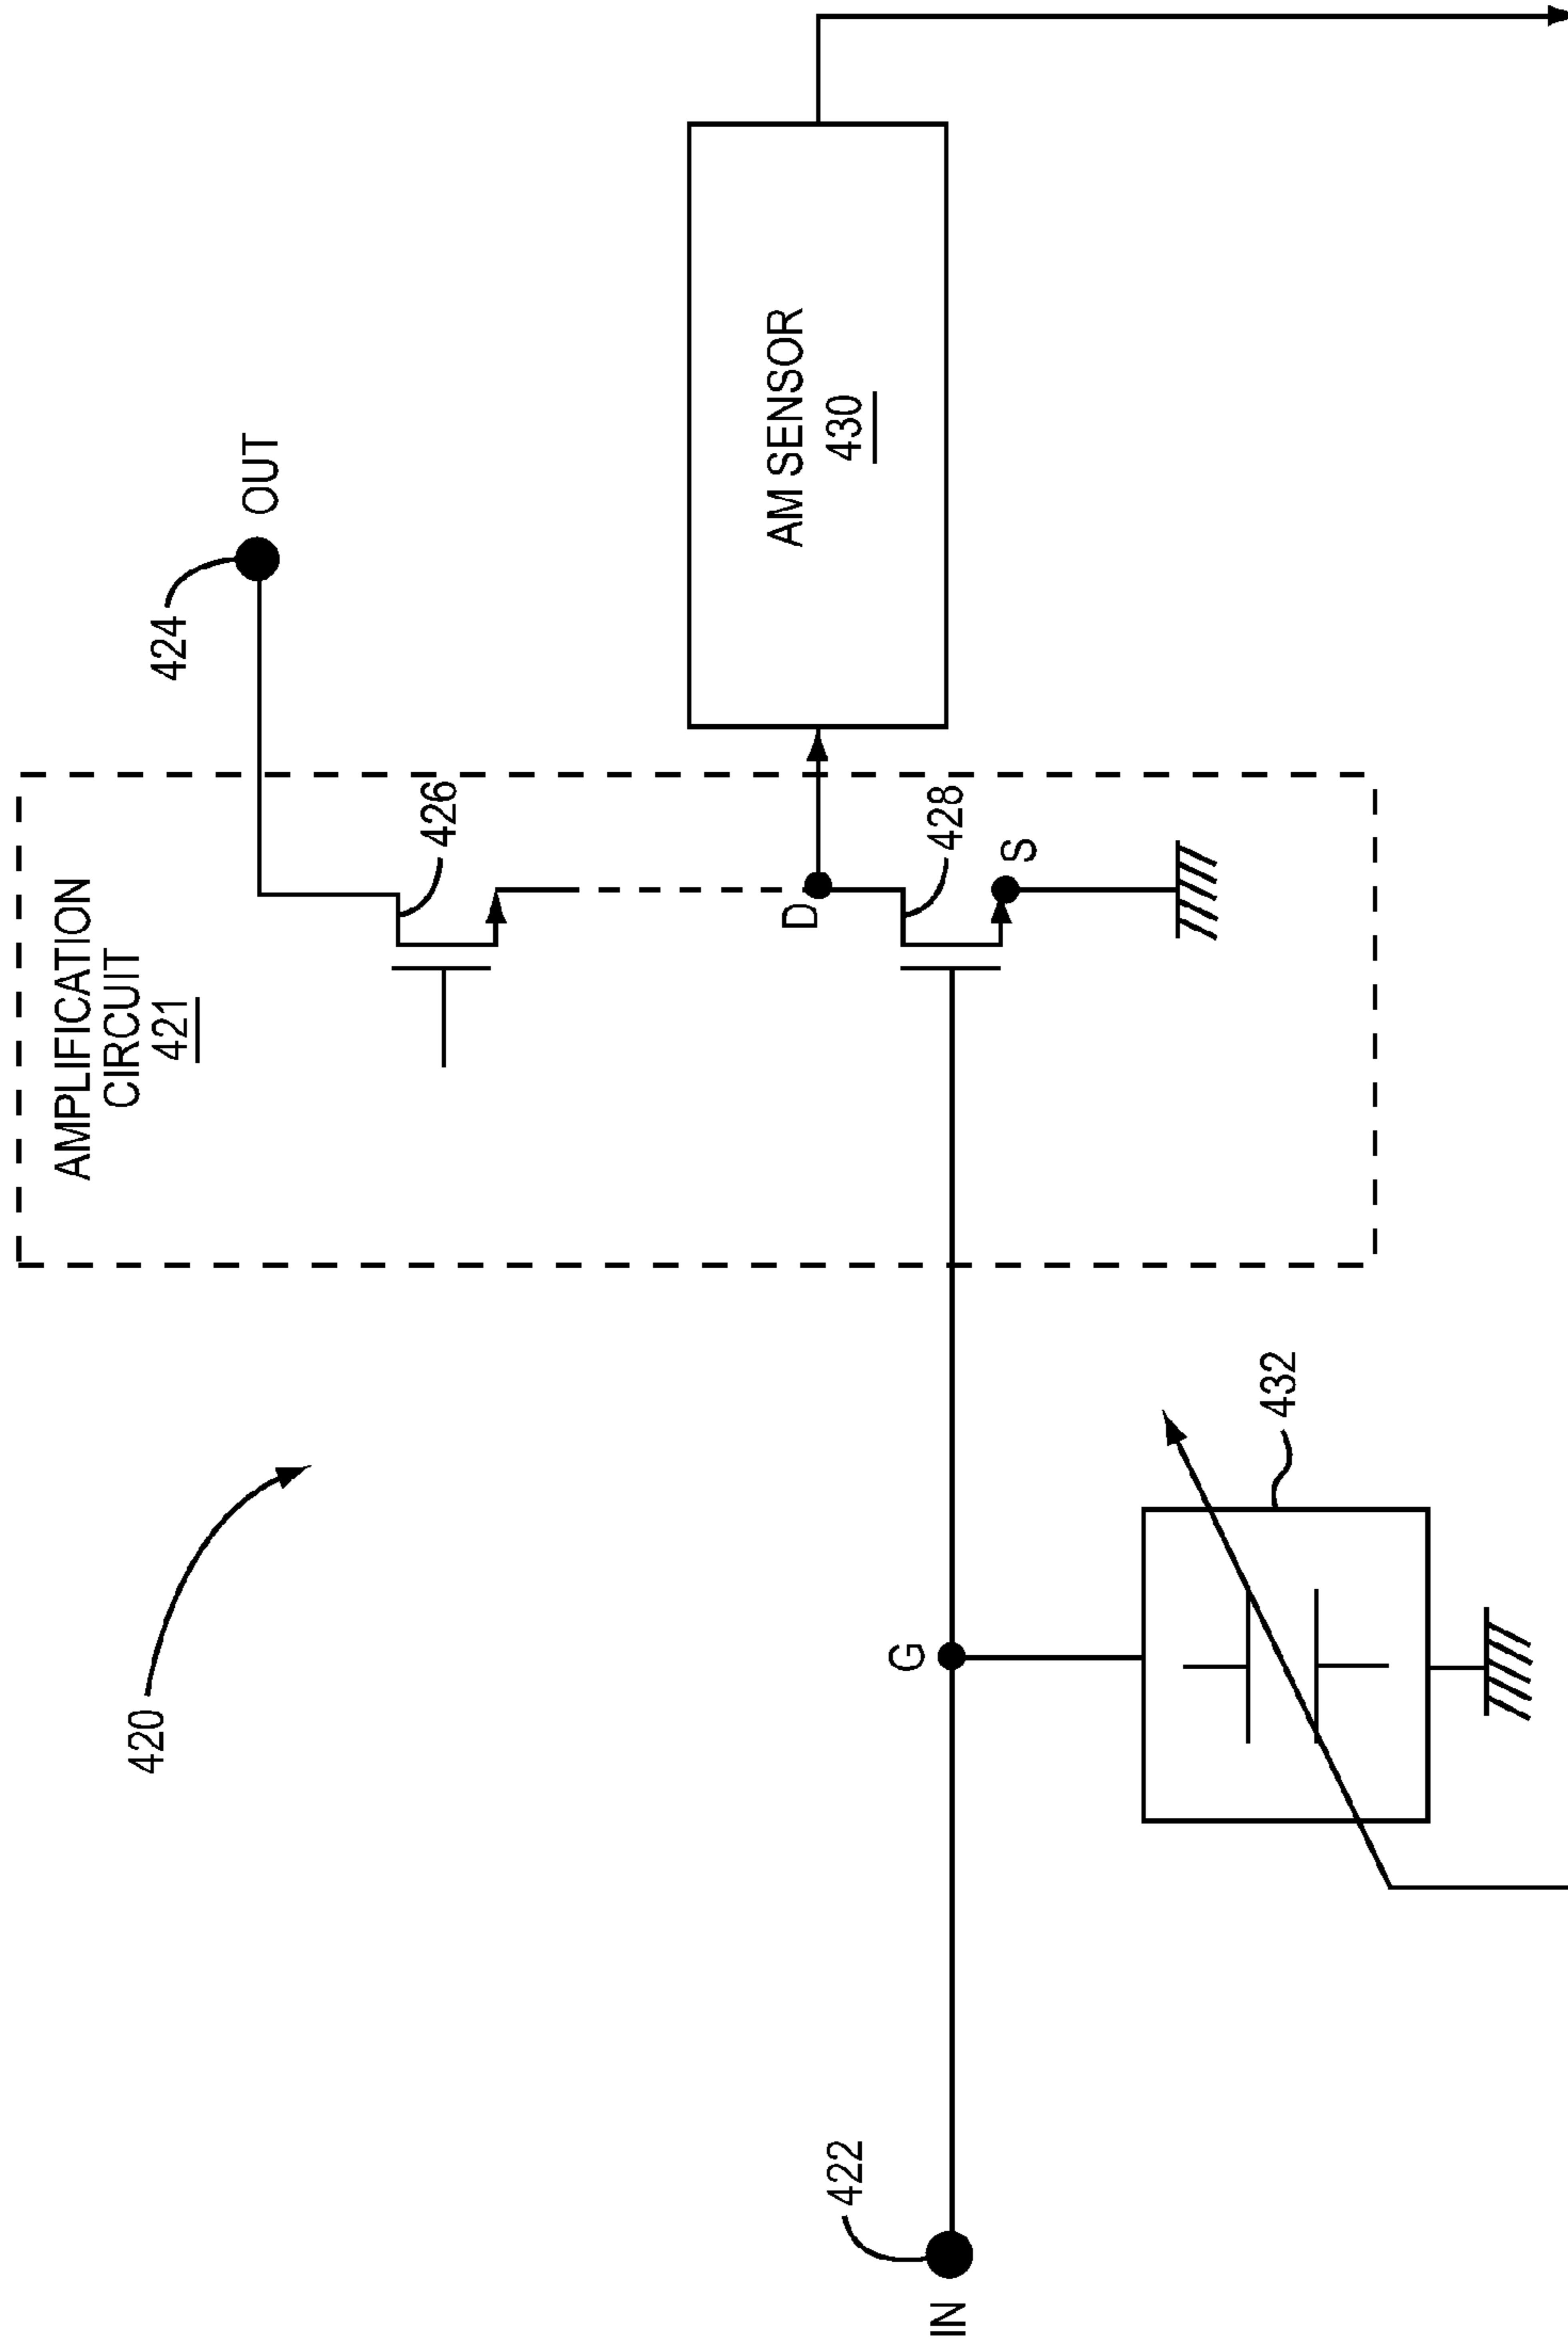 AMPLIFICATION
CIRCUIT
421
424
OUT
426
D
428
S
AM SENSOR
430
420
G
432
422
IN